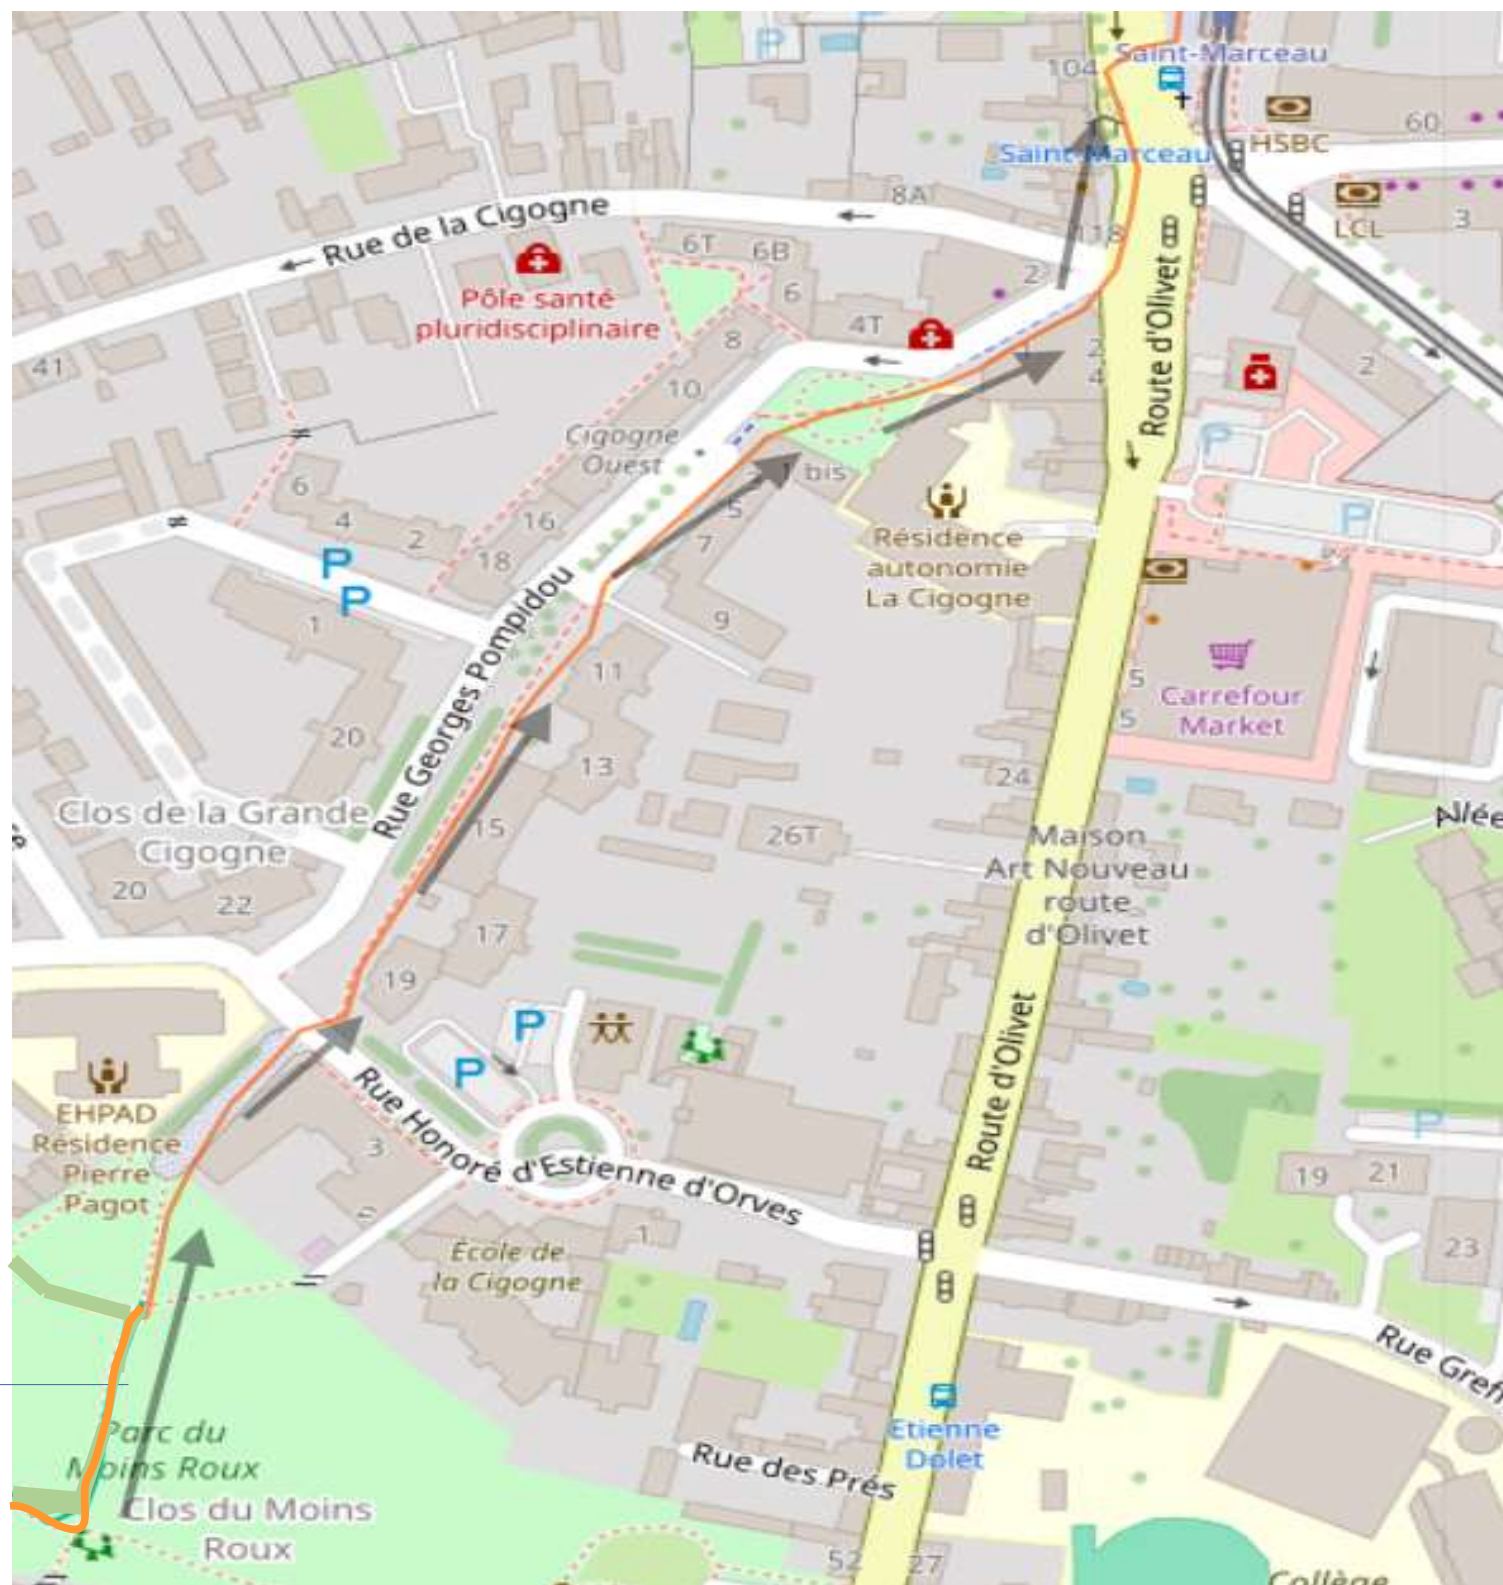 P
Saint-Marceau
104
60
HSBC
Saint-Marceau
8A
LCL
3
Rue de la Cigogne
118
6T
6B
2
Pôle santé
pluridisciplinaire
6
4T
8
2
4
2
41
10
Route d'Olivet
P
Cigogne
Ouest
1 bis
6
5
4
16
P
2
7
Résidence
autonomie
La Cigogne
P
18
P
1
9
Rue Georges Pompidou
11
5
Carrefour
Market
5
20
13
24
Clos de la Grande
Cigogne
15
26T
Maison
Art Nouveau
route
d'Olivet
Allée
20
22
17
19
P
P
Route d'Olivet
EHPAD
Résidence
Pierre
Pagot
Rue Honoré d'Estienne d'Orves
3
P
19
21
1
23
École de
la Cigogne
Rue Greff
Parc du
Moins Roux
Etienne
Dolet
Rue des Prés
Clos du Moins
Roux
52
27
Collège